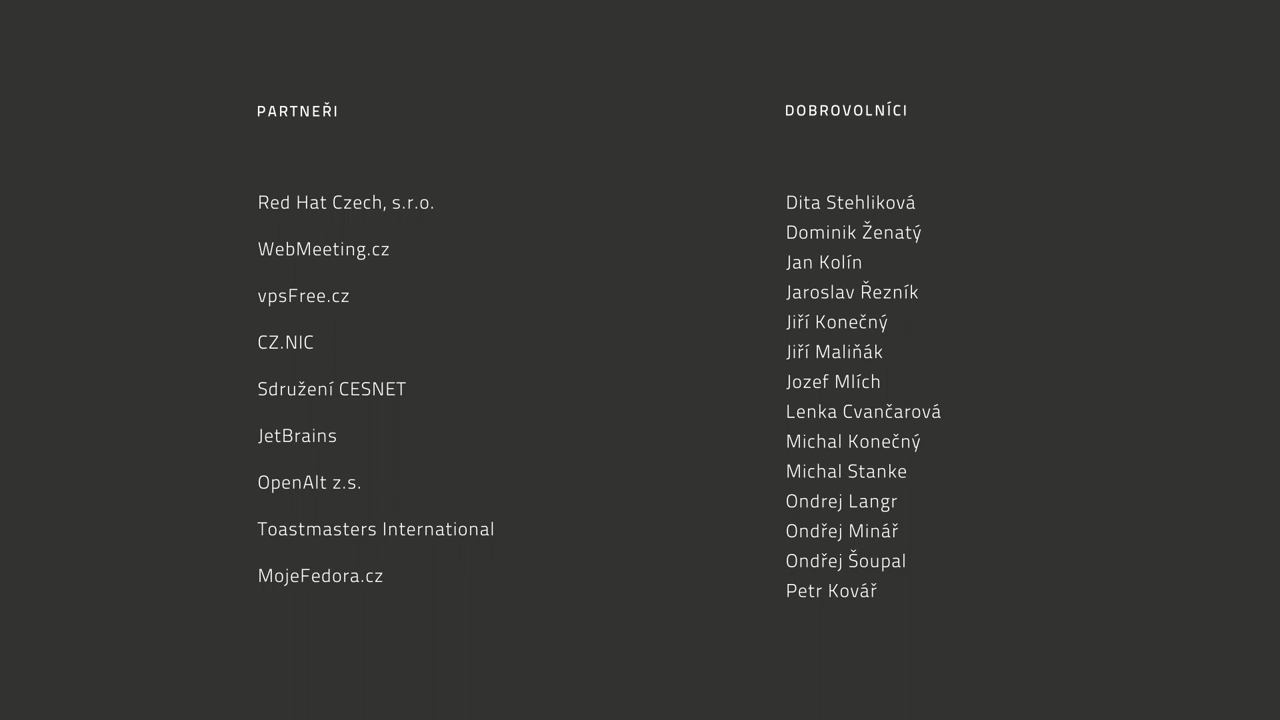 PARTNEŘI
Red Hat Czech, s.r.o.
WebMeeting.cz
vpsFree.cz
CZ.NIC
Sdružení CESNET
JetBrains
OpenAlt z.s.
Toastmasters International
MojeFedora.cz
DOBROVOLNÍCI
Dita Stehliková
Dominik Ženatý
Jan Kolín
Jaroslav Řezník
Jiří Konečný
Jiří Maliňák
Jozef Mlích
Lenka Cvančarová
Michal Konečný
Michal Stanke
Ondrej Langr
Ondřej Minář
Ondřej Šoupal
Petr Kovář